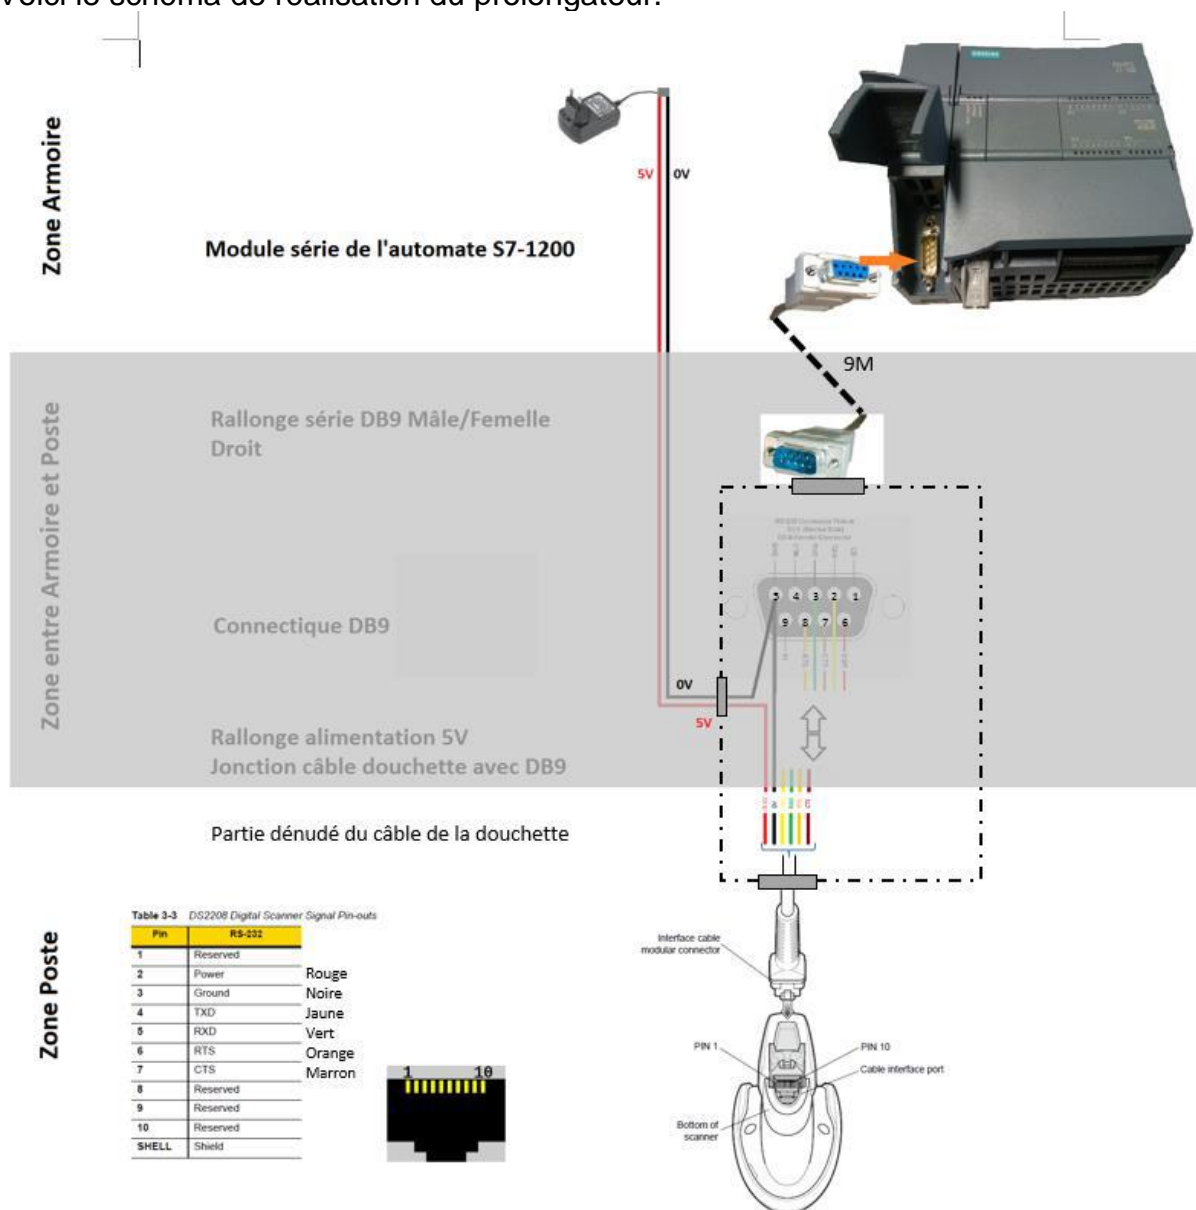 Voici le schéma de réalisation du prolongateur.
Zone Armoire
5V
0V
SIEMENS
Module série de l'automate S7-1200
9M
Zone entre Armoire et Poste
Rallonge série DB9 Mâle/Femelle
Droit
5 4 3 2 1
9 8 7 6
Connectique DB9
0V
5V
Rallonge alimentation 5V
Jonction câble douchette avec DB9
Partie dénudé du câble de la douchette
Zone Poste
Table 3-3 DS2208 Digital Scanner Signal Pin-outs
Pin RS-232
1 Reserved
2 Power Rouge
3 Ground Noire
4 TXD Jaune
5 RXD Vert
6 RTS Orange
7 CTS Marron
8 Reserved
9 Reserved
10 Reserved
SHELL Shield
1 10
Interface cable
modular connector
PIN 1
PIN 10
Cable interface port
Bottom of
scanner